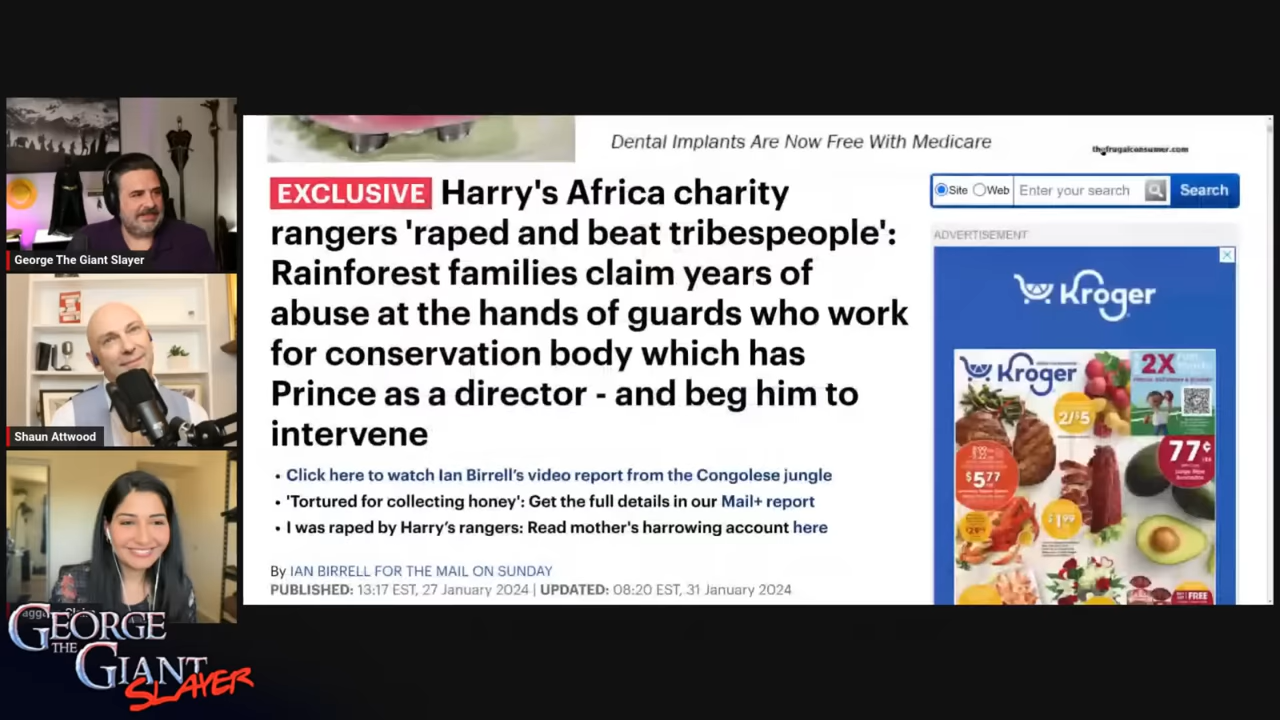 Dental Implants Are Now Free With Medicare
thefrugalconsumer.com
EXCLUSIVE Harry's Africa charity
rangers 'raped and beat tribespeople':
Rainforest families claim years of
abuse at the hands of guards who work
for conservation body which has
Prince as a director - and beg him to
intervene
• Click here to watch Ian Birrell's video report from the Congolese jungle
• 'Tortured for collecting honey': Get the full details in our Mail+ report
• I was raped by Harry's rangers: Read mother's harrowing account here
By IAN BIRRELL FOR THE MAIL ON SUNDAY
PUBLISHED: 13:17 EST, 27 January 2024 | UPDATED: 08:20 EST, 31 January 2024
Site Web Enter your search Search
ADVERTISEMENT
Kroger
Kroger
2X
2/$5
77¢
$5.77
$1.99
FREE
George The Giant Slayer
Shaun Attwood
GEORGE
THE
GIANT
SLAYER